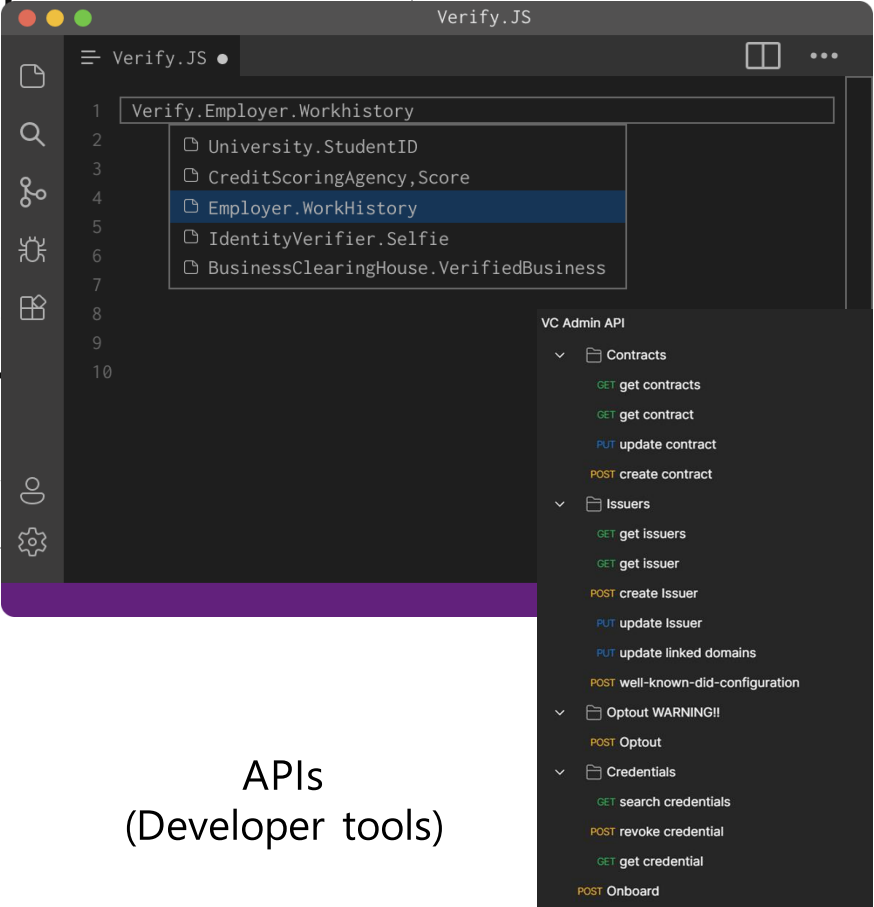 Verify.JS
Verify.JS
1 Verify.Employer.Workhistory
2
3
4
5
6
7
8
9
10
University.StudentID
CreditScoringAgency,Score
Employer.WorkHistory
IdentityVerifier.Selfie
BusinessClearingHouse.VerifiedBusiness
VC Admin API
Contracts
GET get contracts
GET get contract
PUT update contract
POST create contract
Issuers
GET get issuers
GET get issuer
POST create Issuer
PUT update Issuer
PUT update linked domains
POST well-known-did-configuration
Optout WARNING!!
POST Optout
Credentials
GET search credentials
POST revoke credential
GET get credential
POST Onboard
APIs
(Developer tools)